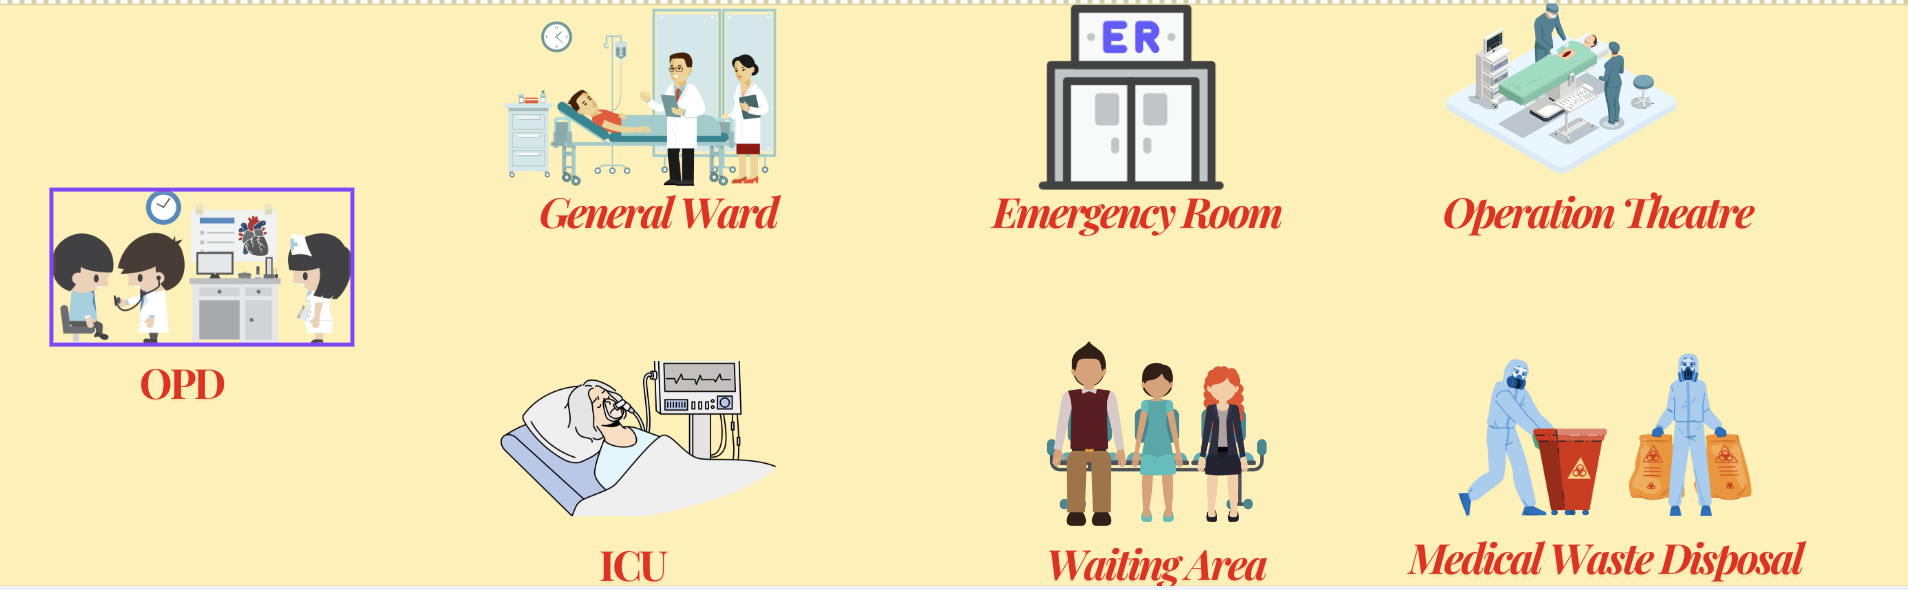 ER
General Ward
Emergency Room
Operation Theatre
OPD
ICU
Waiting Area
Medical Waste Disposal